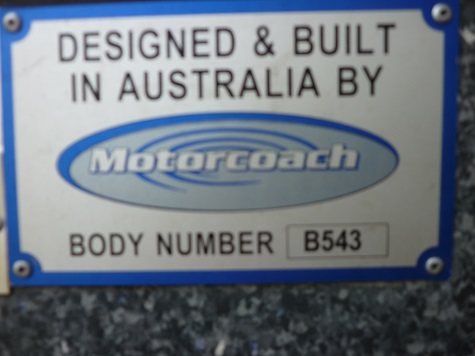 DESIGNED & BUILT
IN AUSTRALIA BY
Motorcoach
BODY NUMBER B543